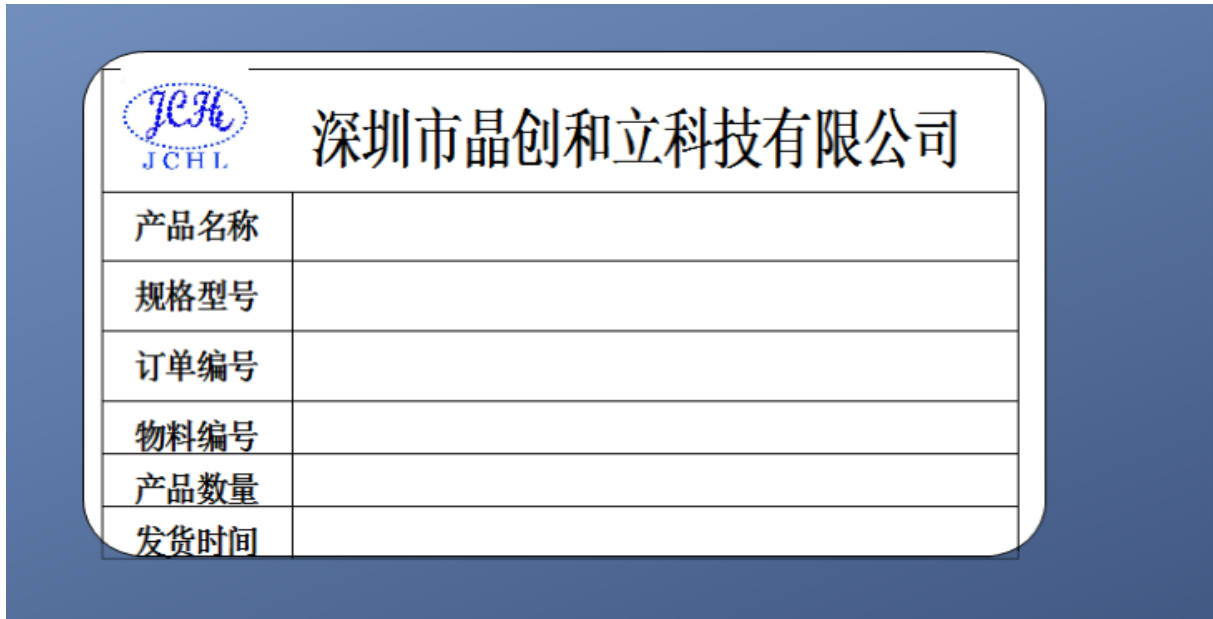 JCHL
JCHL
深圳市晶创和立科技有限公司
产品名称
规格型号
订单编号
物料编号
产品数量
发货时间